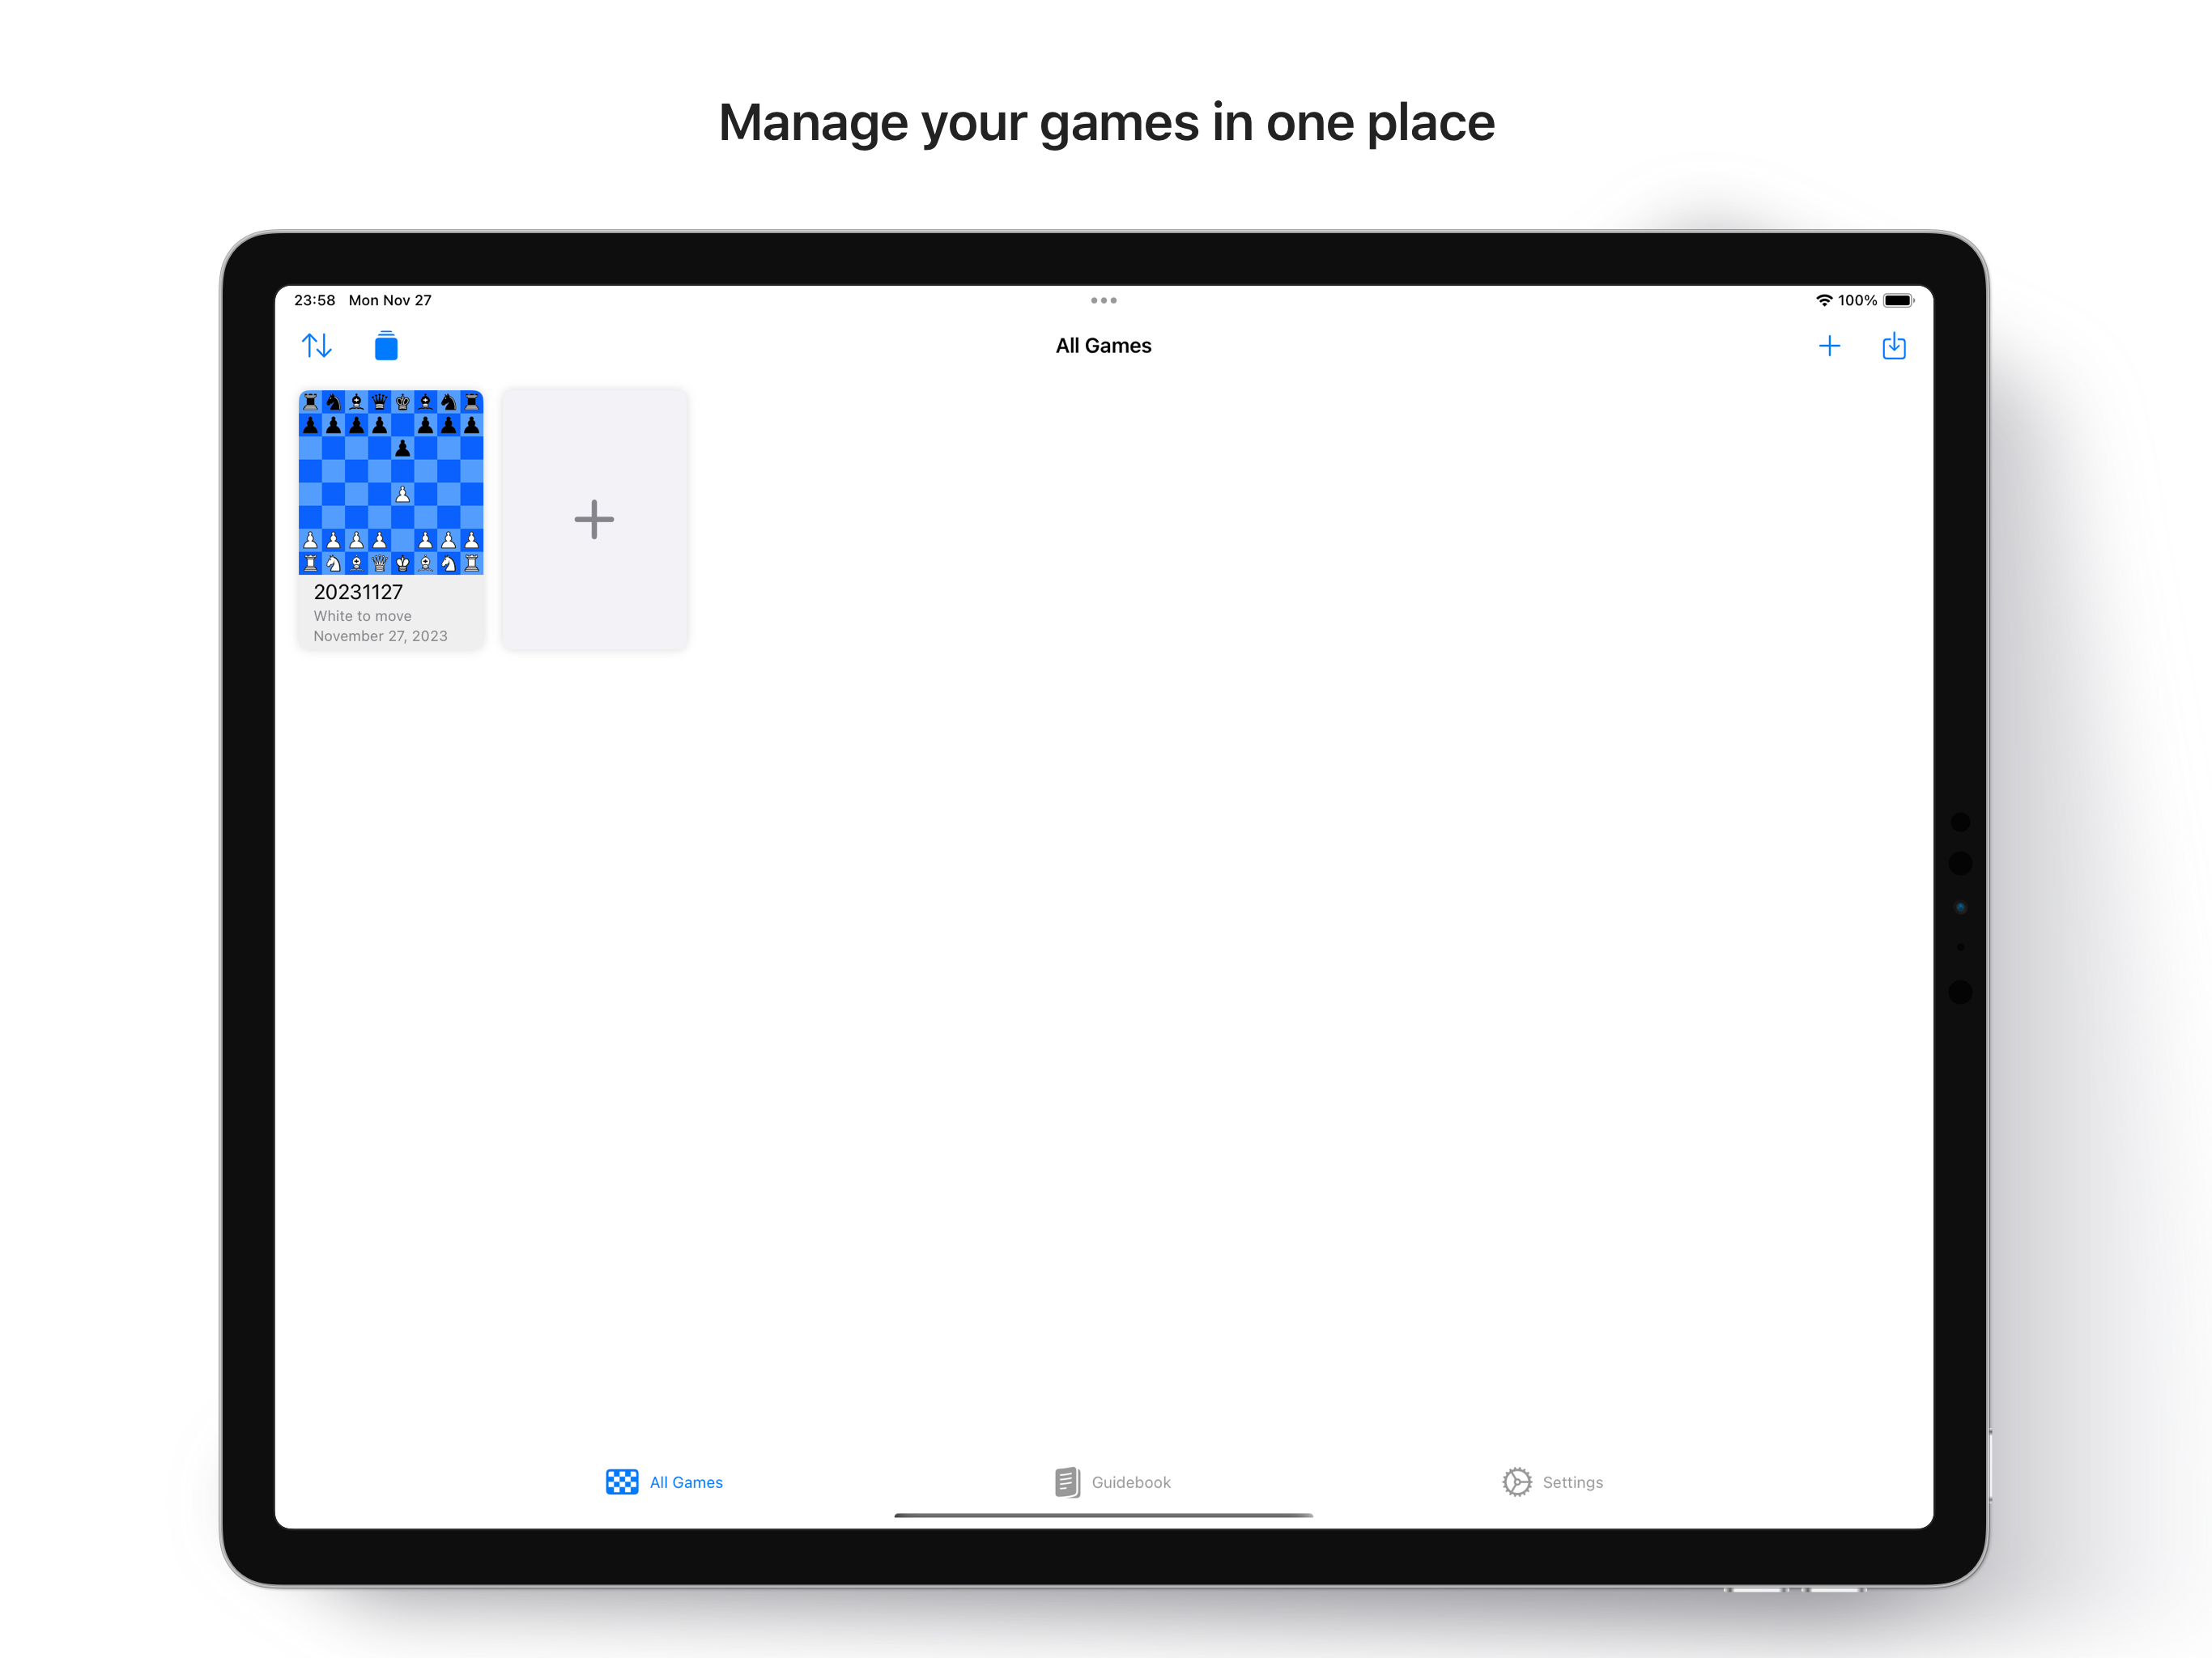 Manage your games in one place
23:58 Mon Nov 27
100%
All Games
20231127
White to move
November 27, 2023
All Games
Guidebook
Settings